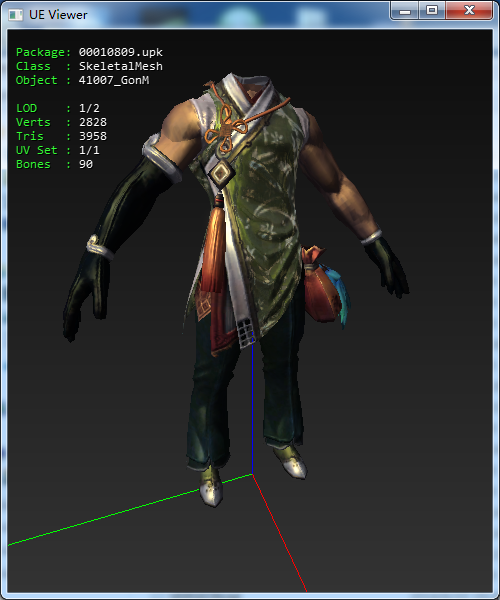 UE Viewer
Package: 00010809.upk
Class : SkeletalMesh
Object : 41007_GonM
LOD : 1/2
Verts : 2828
Tris : 3958
UV Set : 1/1
Bones : 90